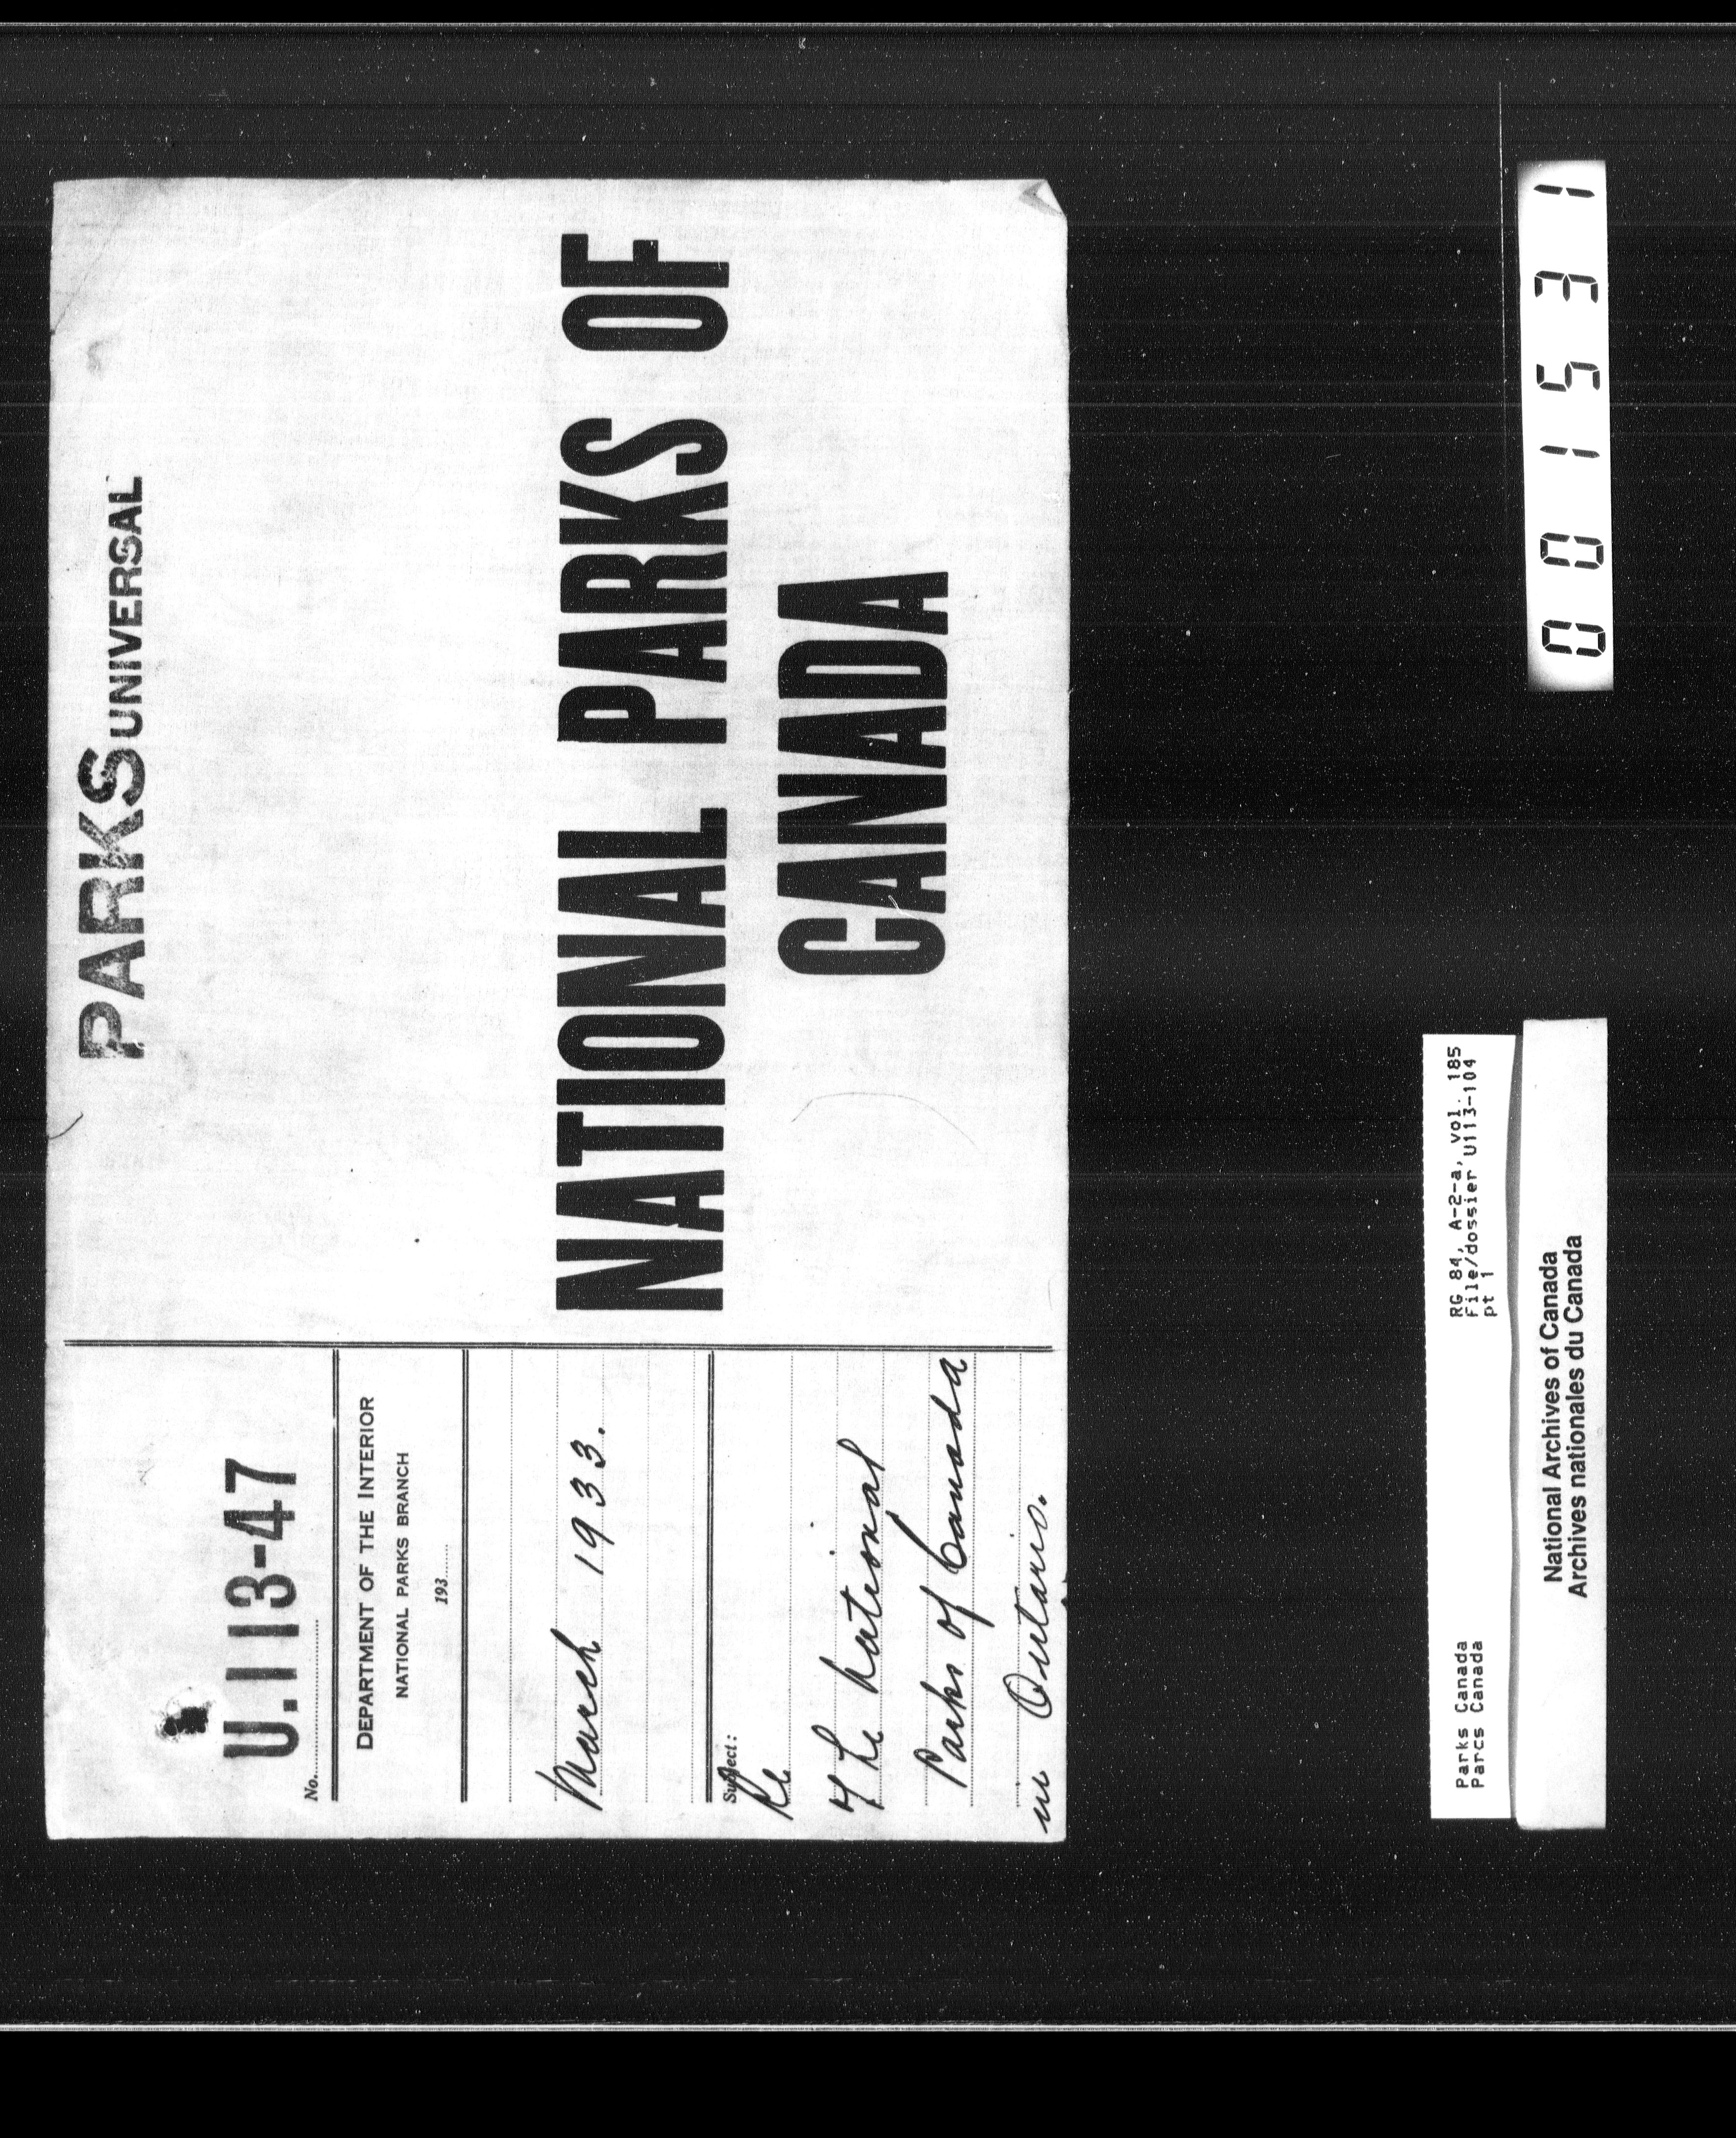 PARKS UNIVERSAL
U.113-47
No.
DEPARTMENT OF THE INTERIOR
NATIONAL PARKS BRANCH
193
March 1933.
Subject:
Re
The National
Parks of Canada
in Ontario.
NATIONAL PARKS OF
CANADA
Parks Canada
Parcs Canada
RG 84, A-2-a, vol. 185
File/dossier U113-104
pt 1
National Archives of Canada
Archives nationales du Canada
001531